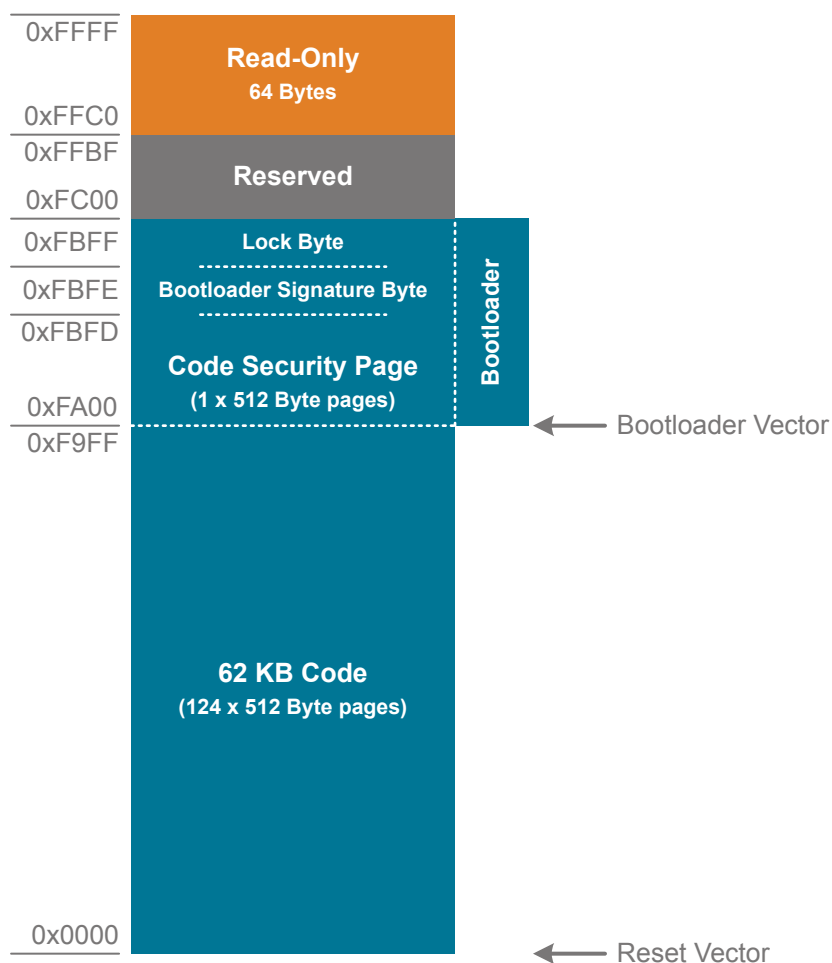 0xFFFF
Read-Only
64 Bytes
0xFFC0
0xFFBF
Reserved
0xFC00
0xFBFF
Lock Byte
0xFBFE
Bootloader Signature Byte
0xFBFD
Code Security Page
(1 x 512 Byte pages)
Bootloader
0xFA00
Bootloader Vector
0xF9FF
62 KB Code
(124 x 512 Byte pages)
0x0000
Reset Vector